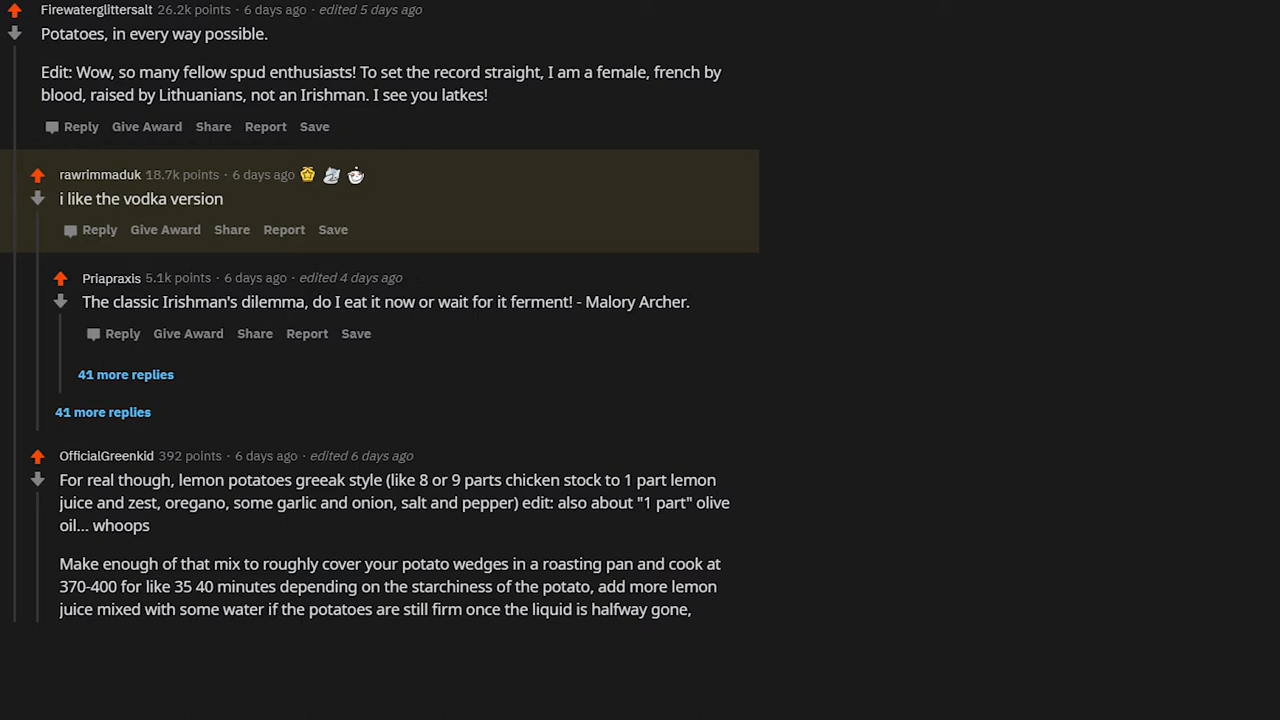 Firewaterglittersalt 26.2k points · 6 days ago · edited 5 days ago
Potatoes, in every way possible.
Edit: Wow, so many fellow spud enthusiasts! To set the record straight, I am a female, french by
blood, raised by Lithuanians, not an Irishman. I see you latkes!
Reply Give Award Share Report Save
rawrimmaduk 18.7k points · 6 days ago
i like the vodka version
Reply Give Award Share Report Save
Priapraxis 5.1k points · 6 days ago · edited 4 days ago
The classic Irishman's dilemma, do I eat it now or wait for it ferment! - Malory Archer.
Reply Give Award Share Report Save
41 more replies
41 more replies
OfficialGreenkid 392 points · 6 days ago · edited 6 days ago
For real though, lemon potatoes greeak style (like 8 or 9 parts chicken stock to 1 part lemon
juice and zest, oregano, some garlic and onion, salt and pepper) edit: also about "1 part" olive
oil... whoops
Make enough of that mix to roughly cover your potato wedges in a roasting pan and cook at
370-400 for like 35 40 minutes depending on the starchiness of the potato, add more lemon
juice mixed with some water if the potatoes are still firm once the liquid is halfway gone,